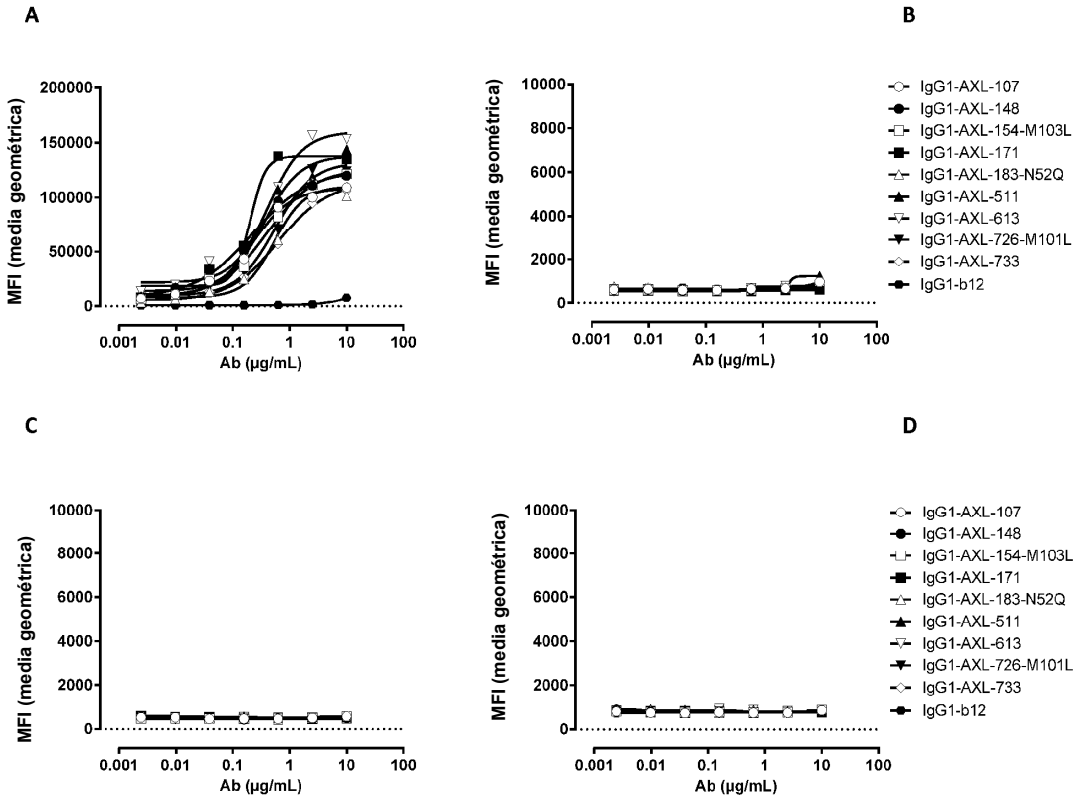 A
B
MFI (media geométrica)
200000
150000
100000
50000
0
0.001 0.01 0.1 1 10 100
Ab (µg/mL)
MFI (media geométrica)
10000
8000
6000
4000
2000
0
0.001 0.01 0.1 1 10 100
Ab (µg/mL)
IgG1-AXL-107
IgG1-AXL-148
IgG1-AXL-154-M103L
IgG1-AXL-171
IgG1-AXL-183-N52Q
IgG1-AXL-511
IgG1-AXL-613
IgG1-AXL-726-M101L
IgG1-AXL-733
IgG1-b12
C
D
MFI (media geométrica)
10000
8000
6000
4000
2000
0
0.001 0.01 0.1 1 10 100
Ab (µg/mL)
MFI (media geométrica)
10000
8000
6000
4000
2000
0
0.001 0.01 0.1 1 10 100
Ab (µg/mL)
IgG1-AXL-107
IgG1-AXL-148
IgG1-AXL-154-M103L
IgG1-AXL-171
IgG1-AXL-183-N52Q
IgG1-AXL-511
IgG1-AXL-613
IgG1-AXL-726-M101L
IgG1-AXL-733
IgG1-b12